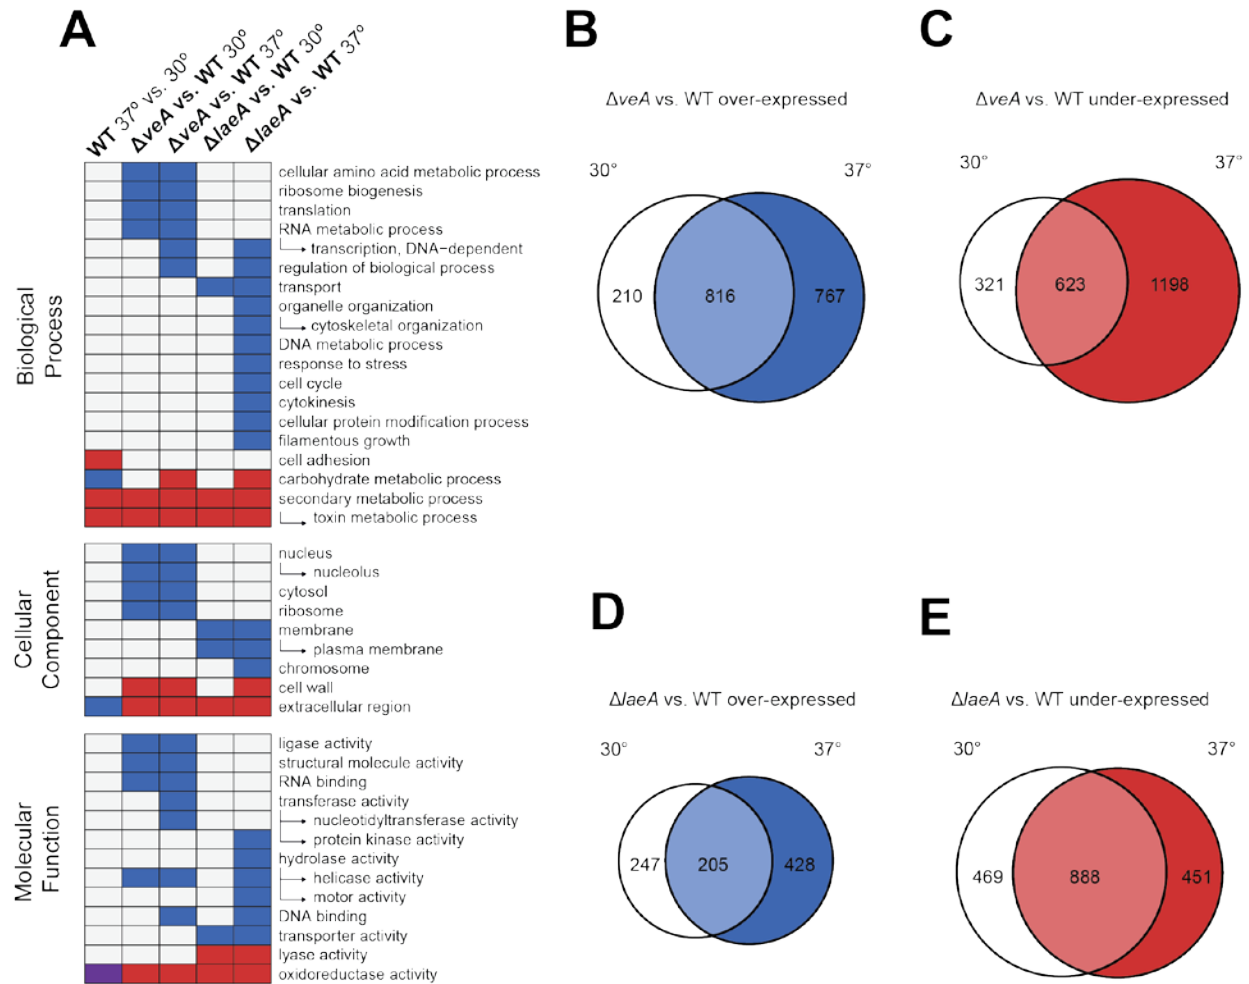 A
WT 37° vs. 30°
ΔveA vs. WT 30°
ΔveA vs. WT 37°
ΔlaeA vs. WT 30°
ΔlaeA vs. WT 37°
Biological
Process
cellular amino acid metabolic process
ribosome biogenesis
translation
RNA metabolic process
transcription, DNA−dependent
regulation of biological process
transport
organelle organization
cytoskeletal organization
DNA metabolic process
response to stress
cell cycle
cytokinesis
cellular protein modification process
filamentous growth
cell adhesion
carbohydrate metabolic process
secondary metabolic process
toxin metabolic process
Cellular
Component
nucleus
nucleolus
cytosol
ribosome
membrane
plasma membrane
chromosome
cell wall
extracellular region
Molecular
Function
ligase activity
structural molecule activity
RNA binding
transferase activity
nucleotidyltransferase activity
protein kinase activity
hydrolase activity
helicase activity
motor activity
DNA binding
transporter activity
lyase activity
oxidoreductase activity
B
ΔveA vs. WT over-expressed
30° 37°
210 816 767
C
ΔveA vs. WT under-expressed
30° 37°
321 623 1198
D
ΔlaeA vs. WT over-expressed
30° 37°
247 205 428
E
ΔlaeA vs. WT under-expressed
30° 37°
469 888 451